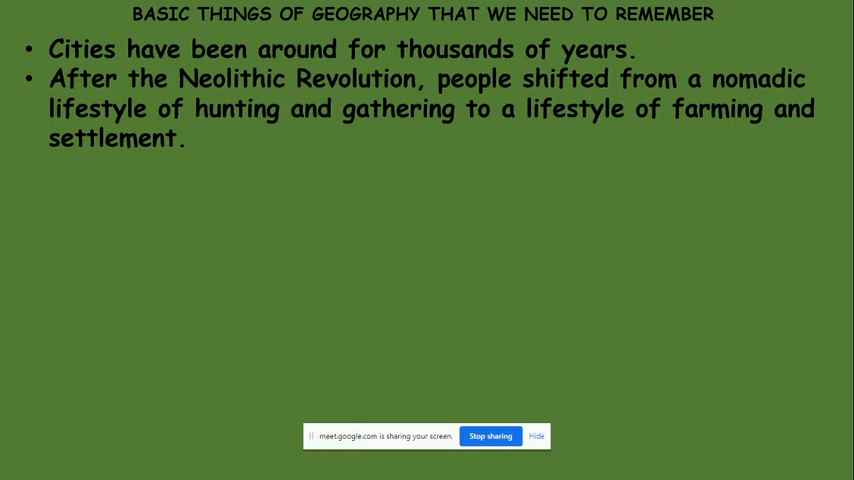 BASIC THINGS OF GEOGRAPHY THAT WE NEED TO REMEMBER
• Cities have been around for thousands of years.
• After the Neolithic Revolution, people shifted from a nomadic
lifestyle of hunting and gathering to a lifestyle of farming and
settlement.
meet.google.com is sharing your screen. Stop sharing Hide